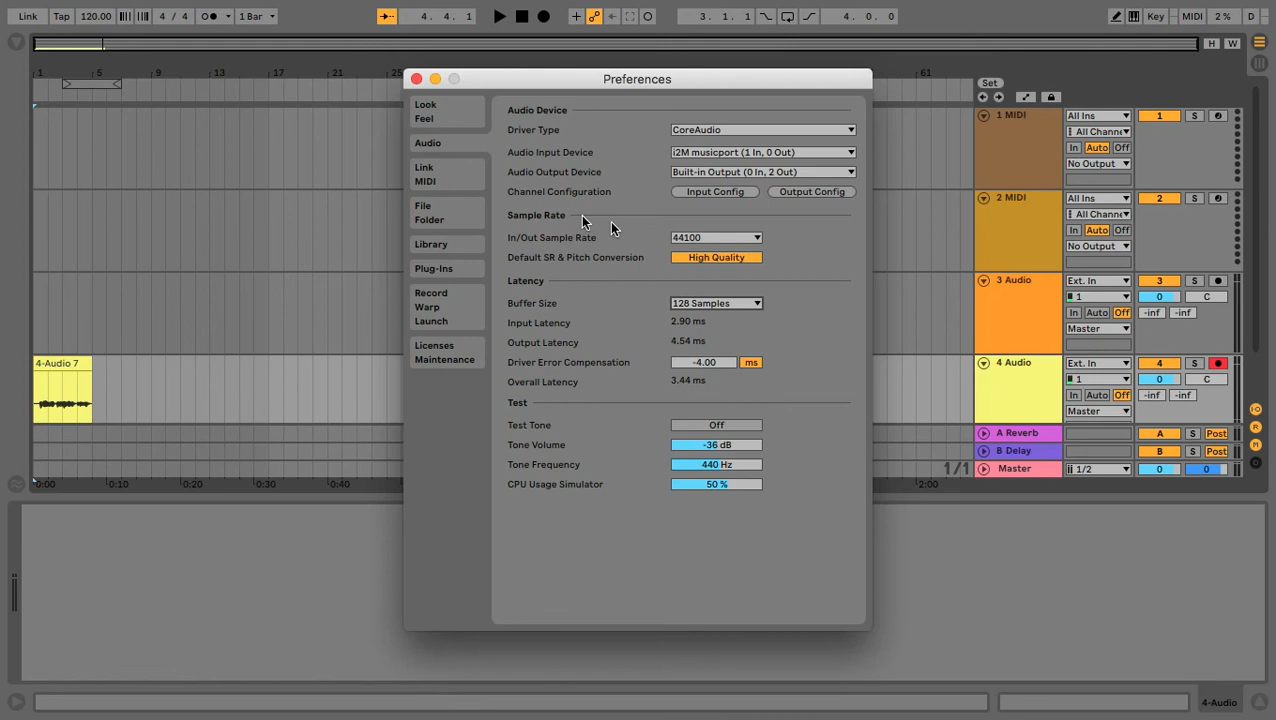 Link Tap 120.00 4 / 4 1 Bar 4. 4. 1 3. 1. 1 4. 0. 0 Key MIDI 2 % D
H W
1 5 9 13 17 21 25 61 Set
Preferences
Look
Feel
Audio
Link
MIDI
File
Folder
Library
Plug-Ins
Record
Warp
Launch
Licenses
Maintenance
Audio Device
Driver Type CoreAudio
Audio Input Device i2M musicport (1 In, 0 Out)
Audio Output Device Built-in Output (0 In, 2 Out)
Channel Configuration Input Config Output Config
Sample Rate
In/Out Sample Rate 44100
Default SR & Pitch Conversion High Quality
Latency
Buffer Size 128 Samples
Input Latency 2.90 ms
Output Latency 4.54 ms
Driver Error Compensation -4.00 ms
Overall Latency 3.44 ms
Test
Test Tone Off
Tone Volume -36 dB
Tone Frequency 440 Hz
CPU Usage Simulator 50 %
1 MIDI All Ins 1 S
All Channe
In Auto Off
No Output
2 MIDI All Ins 2 S
All Channe
In Auto Off
No Output
3 Audio Ext. In 3 S
1 0 C
In Auto Off -inf -inf
Master
4-Audio 7
4 Audio Ext. In 4 S
1 0 C
In Auto Off -inf -inf
Master
A Reverb A S Post
B Delay B S Post
1/1 Master 1/2 0 0
0:00 0:10 0:20 0:30 0:40 0:50 2:00
4-Audio